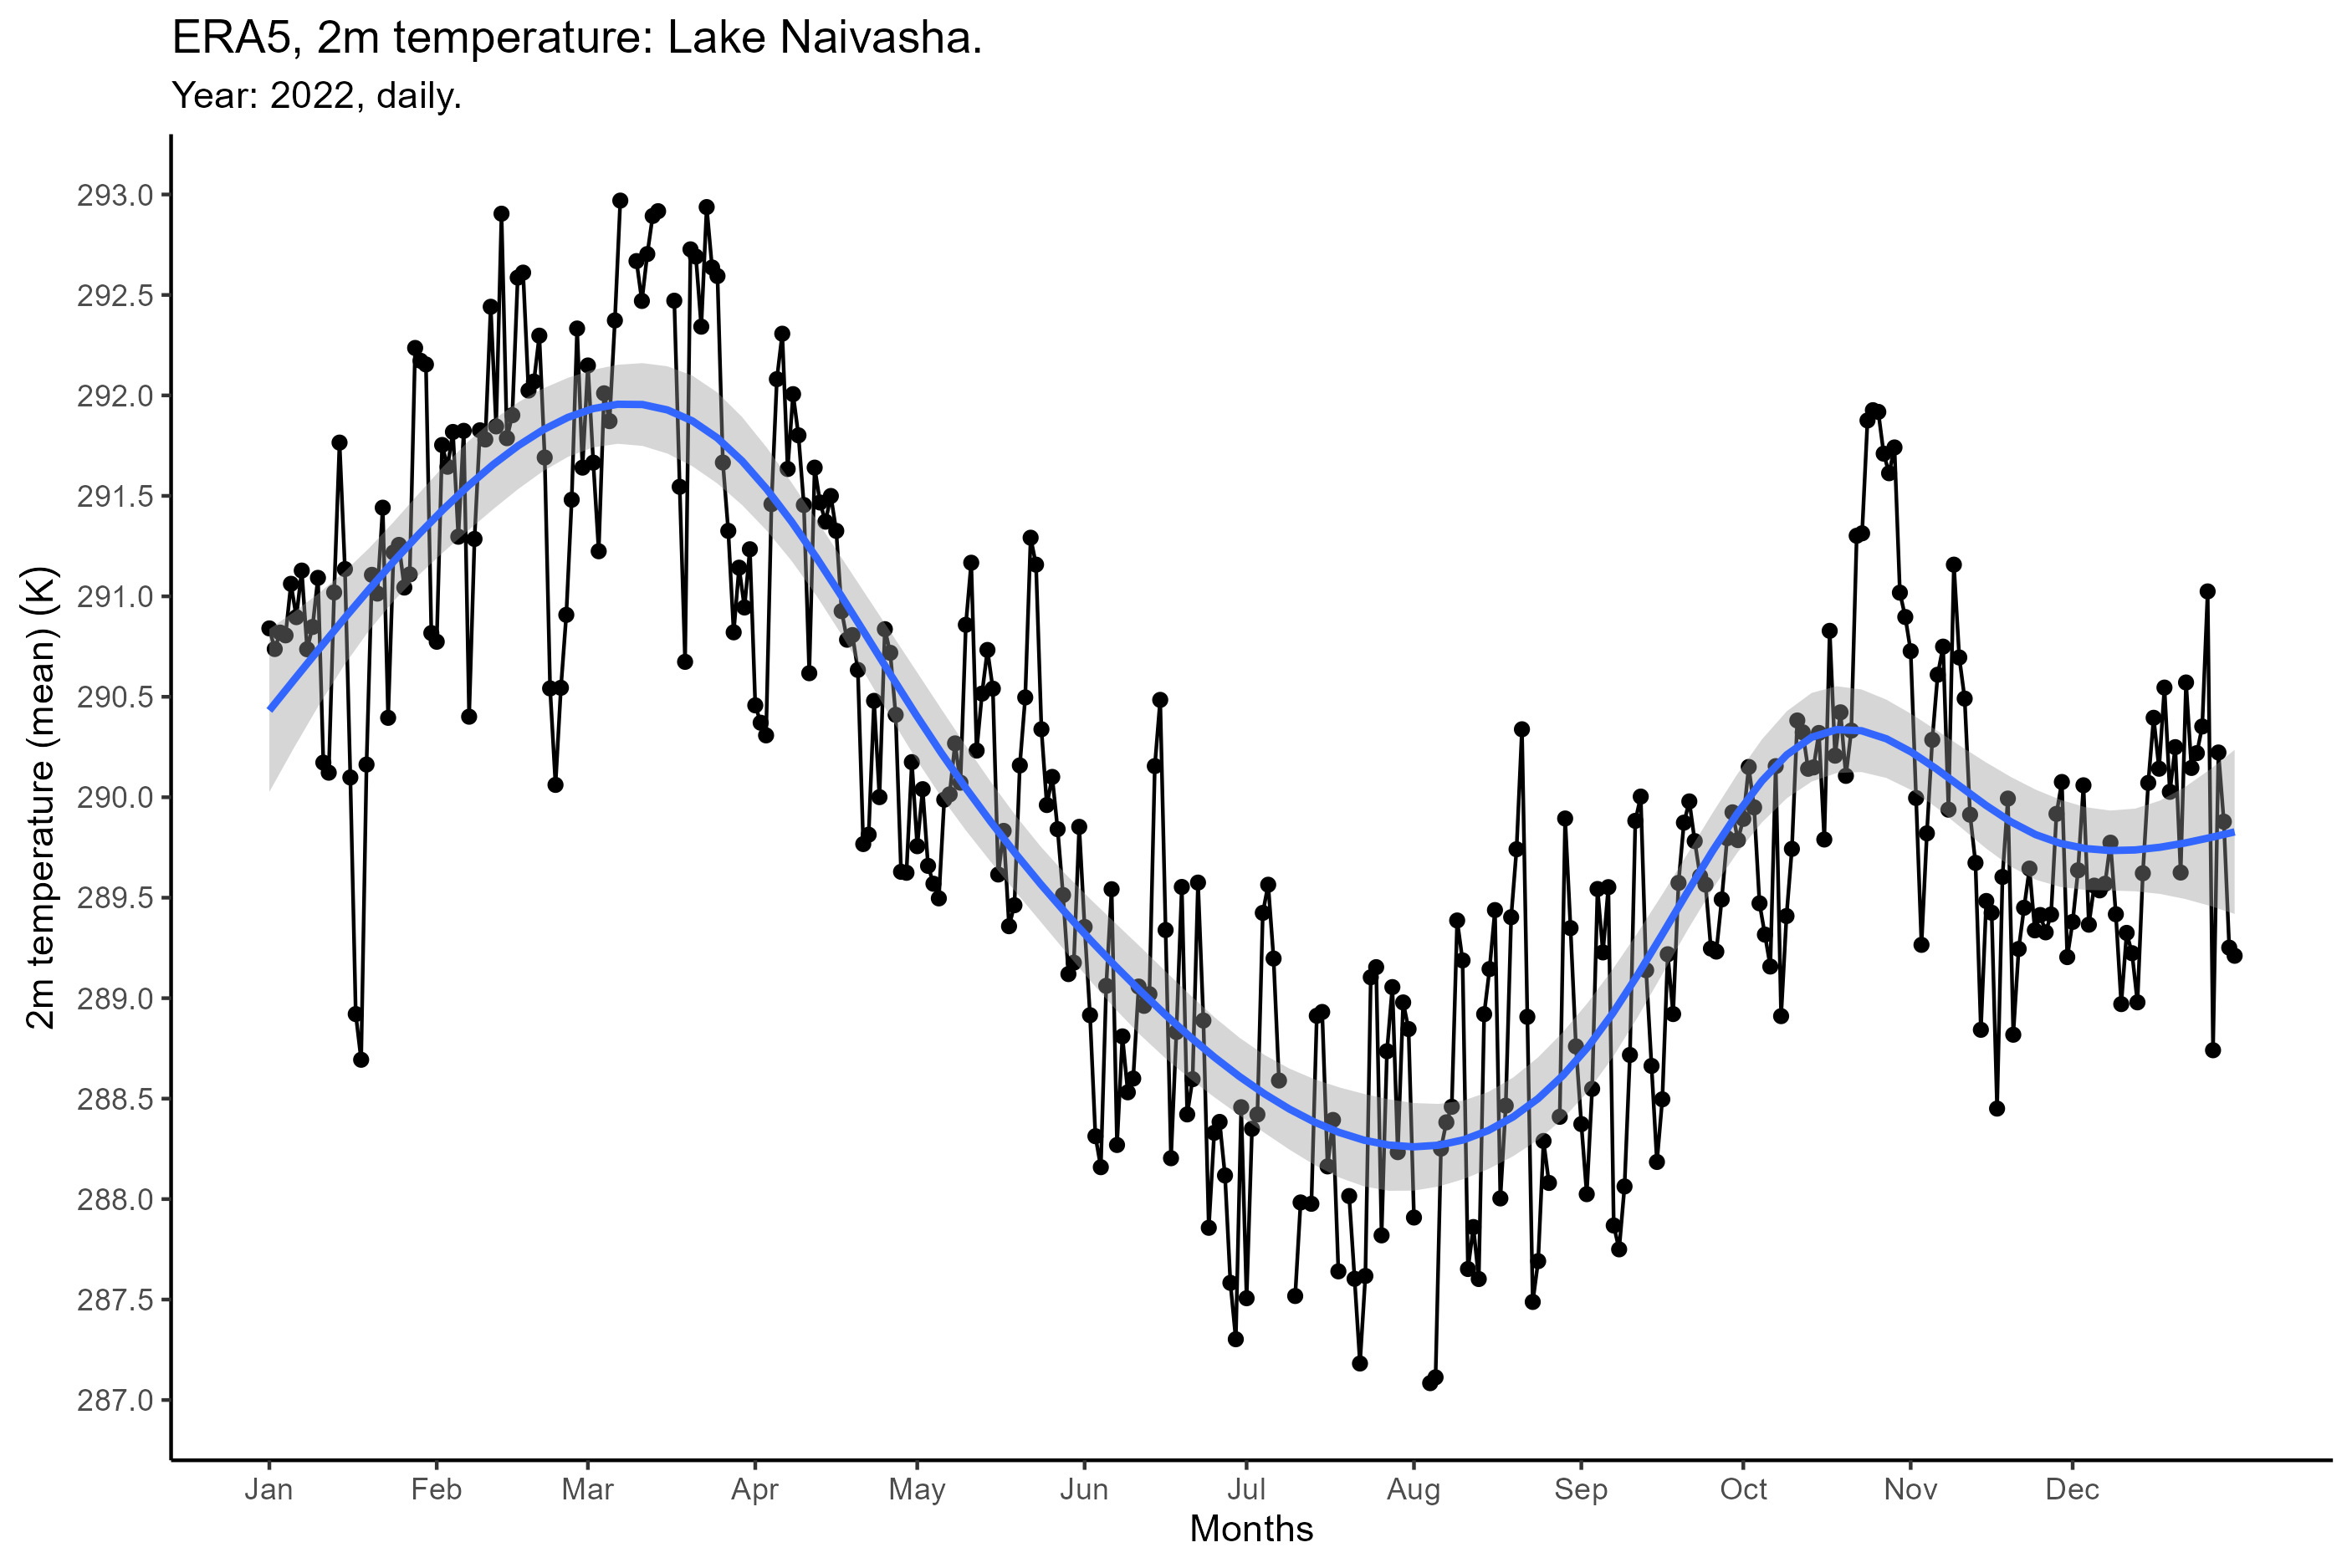 ERA5, 2m temperature: Lake Naivasha.
Year: 2022, daily.
2m temperature (mean) (K)
293.0
292.5
292.0
291.5
291.0
290.5
290.0
289.5
289.0
288.5
288.0
287.5
287.0
Jan Feb Mar Apr May Jun Jul Aug Sep Oct Nov Dec
Months